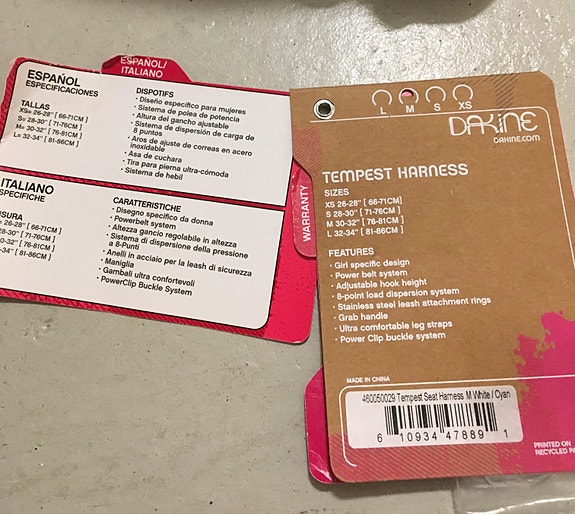 ESPAÑOL/
ITALIANO
ESPAÑOL
ESPECIFICACIONES
TALLAS
XS= 26-28" [ 66-71CM]
S= 28-30" [ 71-76CM]
M= 30-32" [ 76-81CM]
L= 32-34" [ 81-86CM]
DISPOTIFS
• Diseño específico para mujeres
• Sistema de polea de potencia
• Altura del gancho ajustable
• Sistema de dispersión de carga de
8 puntos
• Aros de ajuste de correas en acero
inoxidable
• Asa de cuchara
• Tira para pierna ultra-cómoda
• Sistema de hebil
ITALIANO
SPECIFICHE
= 26-28" [ 66-71CM]
28-30" [ 71-76CM]
30-32" [ 76-81CM]
-34" [ 81-86CM]
CARATTERISTICHE
• Disegno specifico da donna
• Powerbelt system
• Altezza gancio regolabile in altezza
• Sistema di dispersione della pressione
a 8-Punti
• Anelli in acciaio per la leash di sicurezza
• Maniglia
• Gambali ultra confortevoli
• PowerClip Buckle System
WARRANTY
L M S XS
DAKINE
DAKINE.COM
TEMPEST HARNESS
SIZES
XS 26-28" [ 66-71CM]
S 28-30" [ 71-76CM]
M 30-32" [ 76-81CM]
L 32-34" [ 81-86CM]
FEATURES
• Girl specific design
• Power belt system
• Adjustable hook height
• 8-point load dispersion system
• Stainless steel leash attachment rings
• Grab handle
• Ultra comfortable leg straps
• Power Clip buckle system
MADE IN CHINA
460050029 Tempest Seat Harness M White / Cyan
6 10934 47889 1
PRINTED ON
RECYCLED